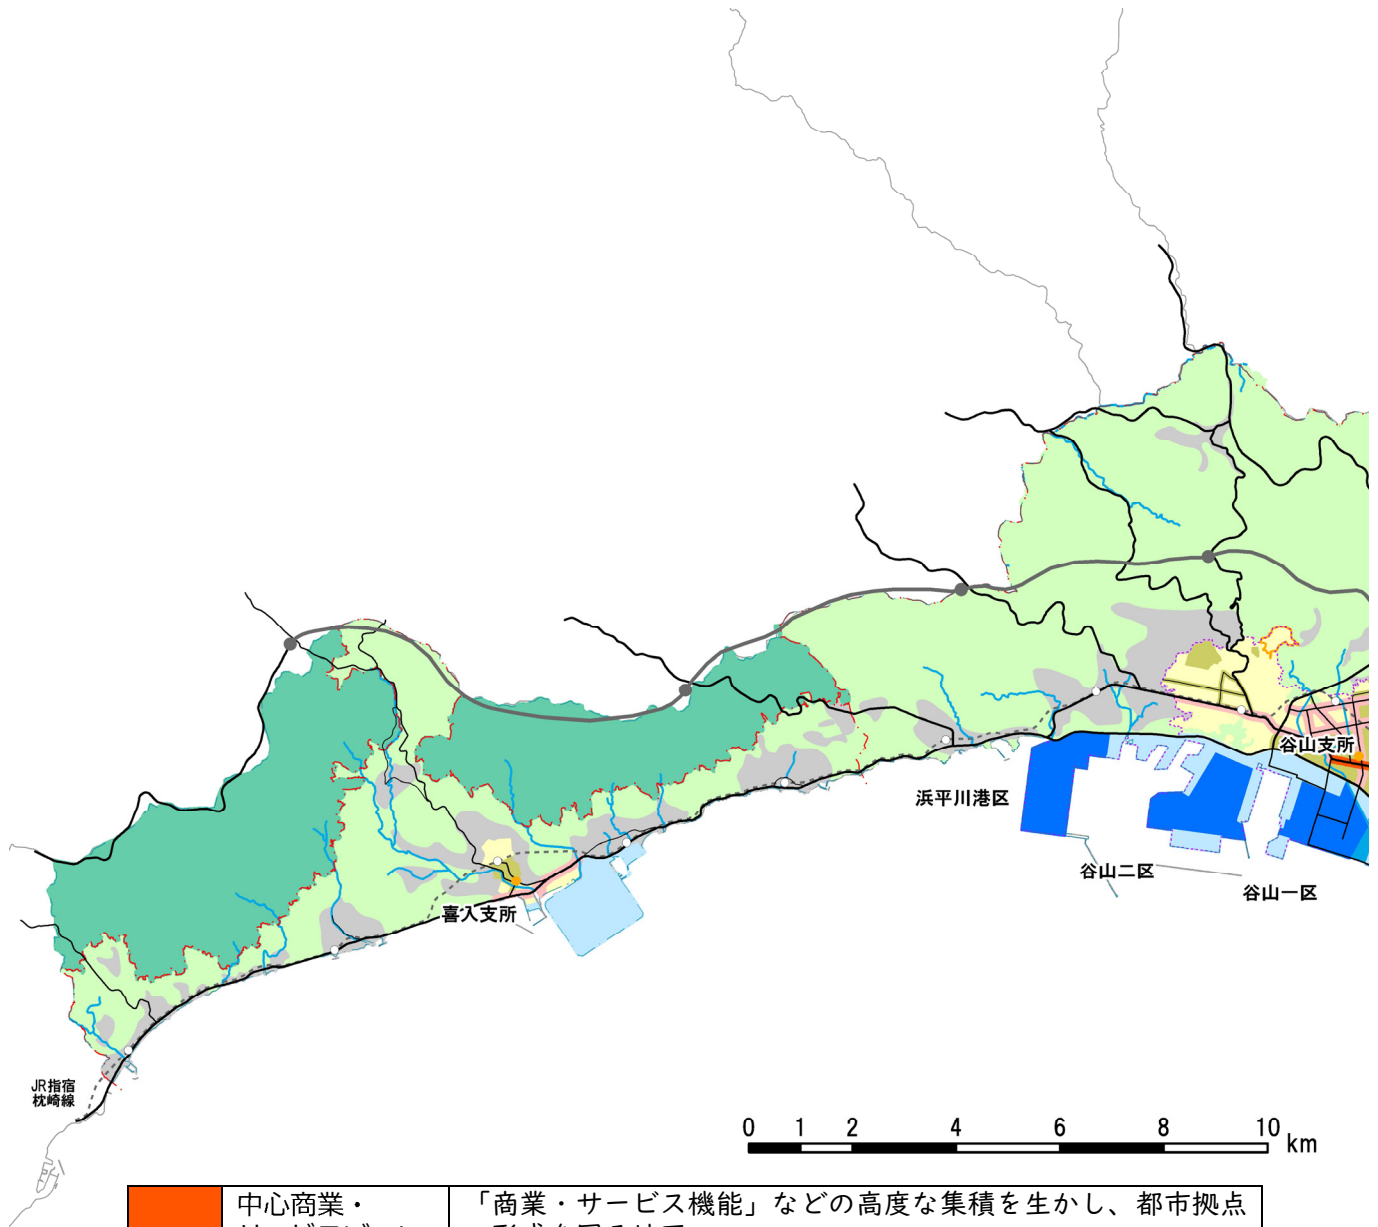 谷山支所
浜平川港区
谷山二区
谷山一区
喜入支所
JR指宿
枕崎線
0 1 2 4 6 8 10 km
中心商業・
「商業・サービス機能」などの高度な集積を生かし、都市拠点